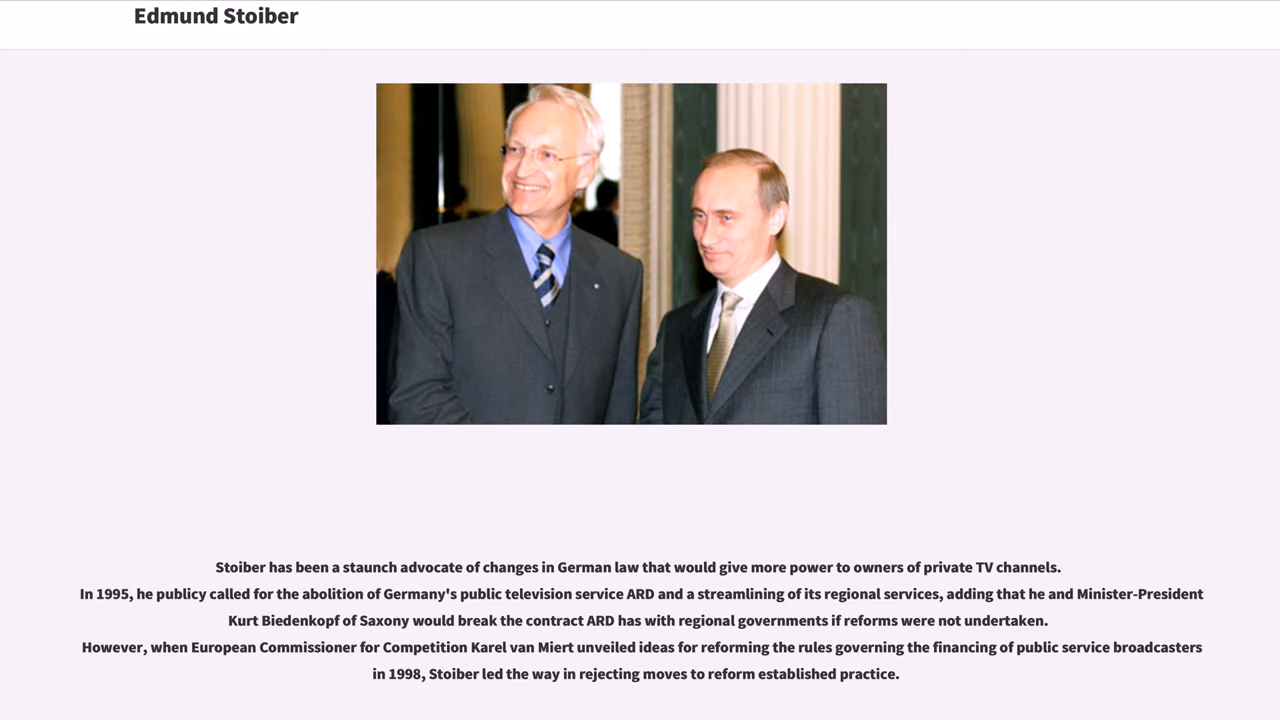 Edmund Stoiber
Stoiber has been a staunch advocate of changes in German law that would give more power to owners of private TV channels.
In 1995, he publicy called for the abolition of Germany's public television service ARD and a streamlining of its regional services, adding that he and Minister-President
Kurt Biedenkopf of Saxony would break the contract ARD has with regional governments if reforms were not undertaken.
However, when European Commissioner for Competition Karel van Miert unveiled ideas for reforming the rules governing the financing of public service broadcasters
in 1998, Stoiber led the way in rejecting moves to reform established practice.